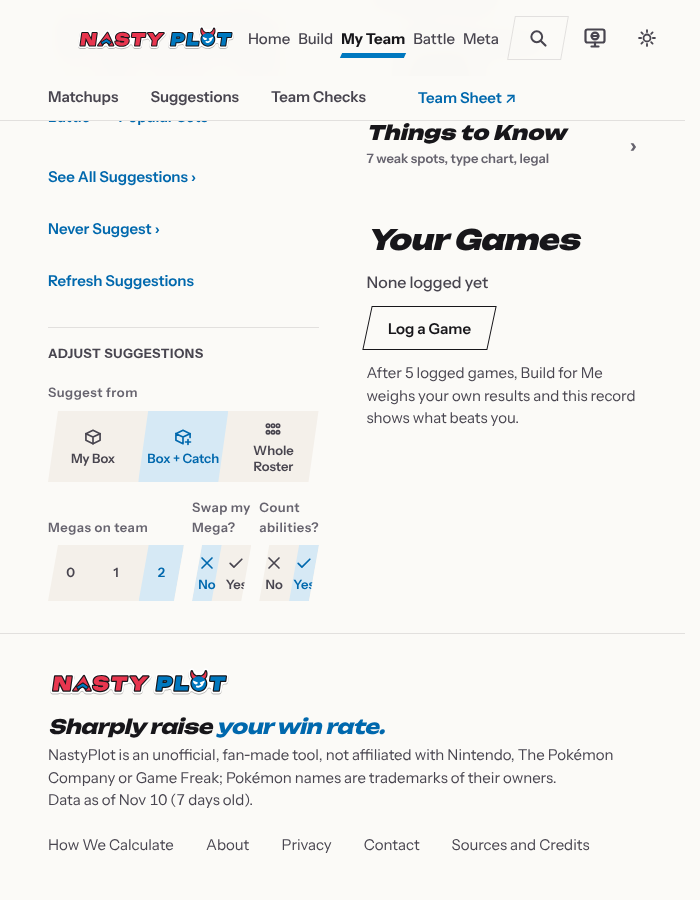 NASTY PLOT
Home Build My Team Battle Meta
Matchups Suggestions Team Checks Team Sheet ↗
See All Suggestions ›
Never Suggest ›
Refresh Suggestions
ADJUST SUGGESTIONS
Suggest from
My Box
Box + Catch
Whole
Roster
Megas on team
0 1 2
Swap my
Mega?
No Yes
Count
abilities?
No Yes
Things to Know
7 weak spots, type chart, legal
›
Your Games
None logged yet
Log a Game
After 5 logged games, Build for Me
weighs your own results and this record
shows what beats you.
NASTY PLOT
Sharply raise your win rate.
NastyPlot is an unofficial, fan-made tool, not affiliated with Nintendo, The Pokémon
Company or Game Freak; Pokémon names are trademarks of their owners.
Data as of Nov 10 (7 days old).
How We Calculate About Privacy Contact Sources and Credits